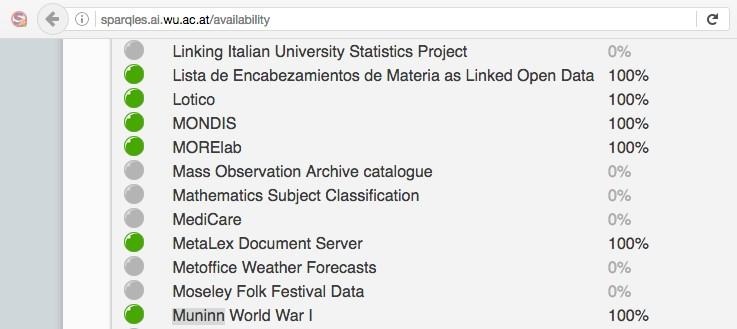 sparqles.ai.wu.ac.at/availability
Linking Italian University Statistics Project 0%
Lista de Encabezamientos de Materia as Linked Open Data 100%
Lotico 100%
MONDIS 100%
MORElab 100%
Mass Observation Archive catalogue 0%
Mathematics Subject Classification 0%
MediCare 0%
MetaLex Document Server 100%
Metoffice Weather Forecasts 0%
Moseley Folk Festival Data 0%
Muninn World War I 100%